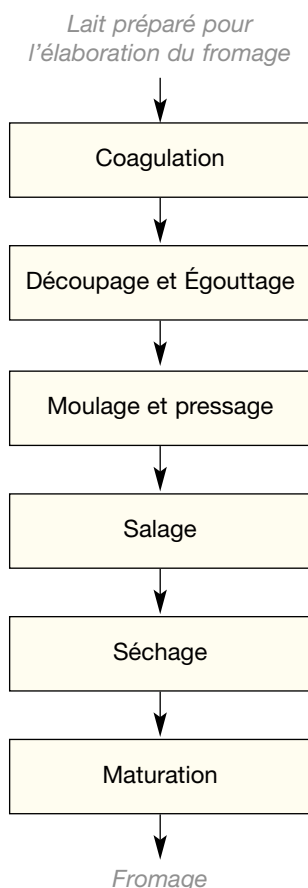 Lait préparé pour
l’élaboration du fromage
Coagulation
Découpage et Égouttage
Moulage et pressage
Salage
Séchage
Maturation
Fromage